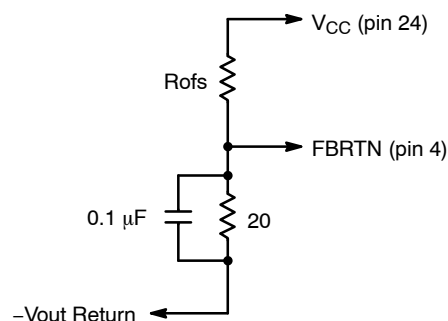 VCC (pin 24)
Rofs
FBRTN (pin 4)
0.1 μF
20
−Vout Return